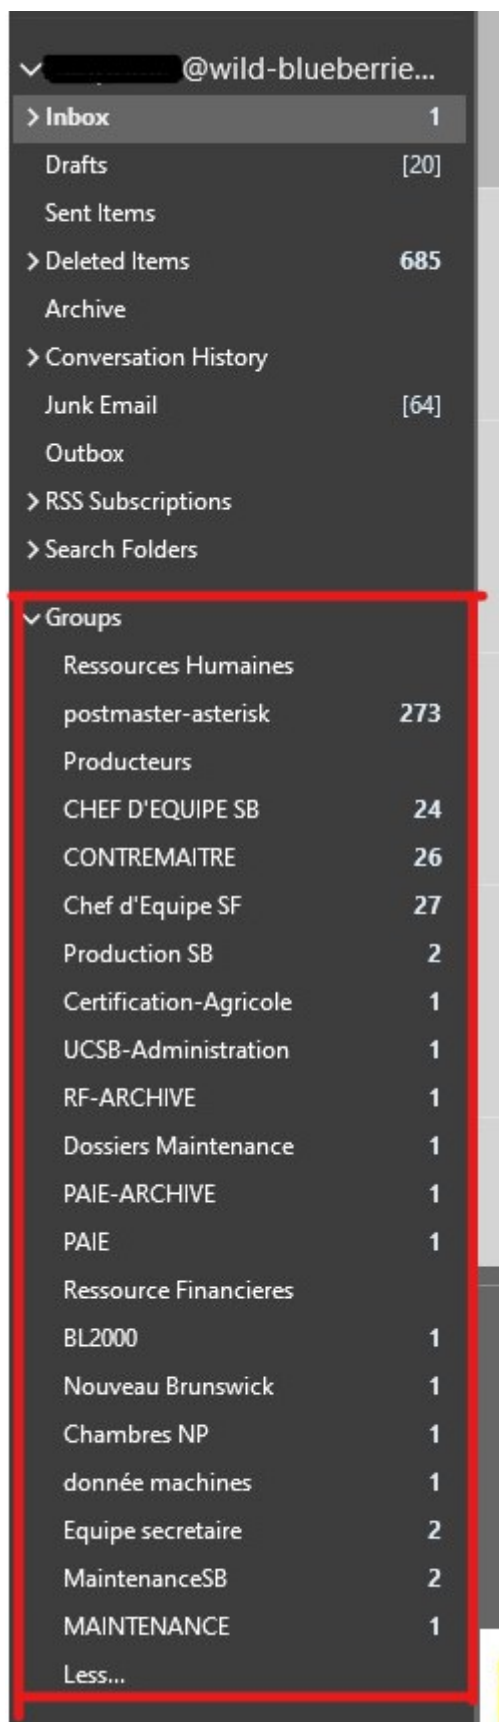 @wild-blueberrie...
Inbox 1
Drafts [20]
Sent Items
Deleted Items 685
Archive
Conversation History
Junk Email [64]
Outbox
RSS Subscriptions
Search Folders
Groups
Ressources Humaines
postmaster-asterisk 273
Producteurs
CHEF D'EQUIPE SB 24
CONTREMAITRE 26
Chef d'Equipe SF 27
Production SB 2
Certification-Agricole 1
UCSB-Administration 1
RF-ARCHIVE 1
Dossiers Maintenance 1
PAIE-ARCHIVE 1
PAIE 1
Ressource Financieres
BL2000 1
Nouveau Brunswick 1
Chambres NP 1
donnée machines 1
Equipe secretaire 2
MaintenanceSB 2
MAINTENANCE 1
Less...